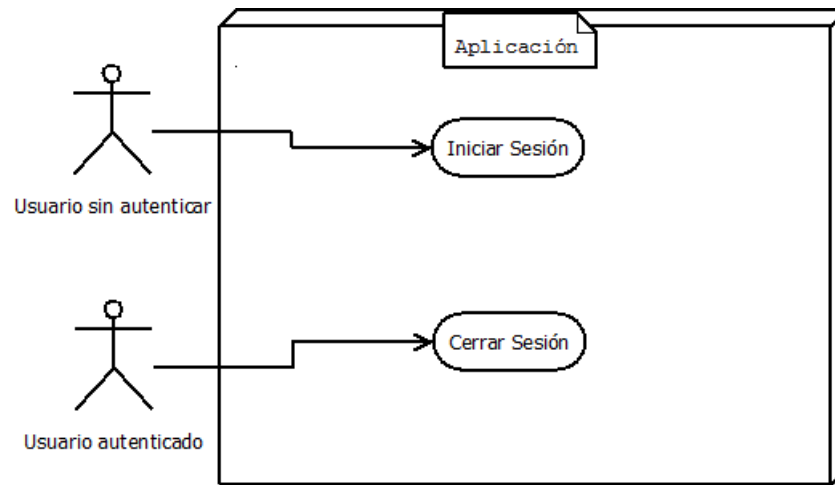 Aplicación
Iniciar Sesión
Usuario sin autenticar
Cerrar Sesión
Usuario autenticado